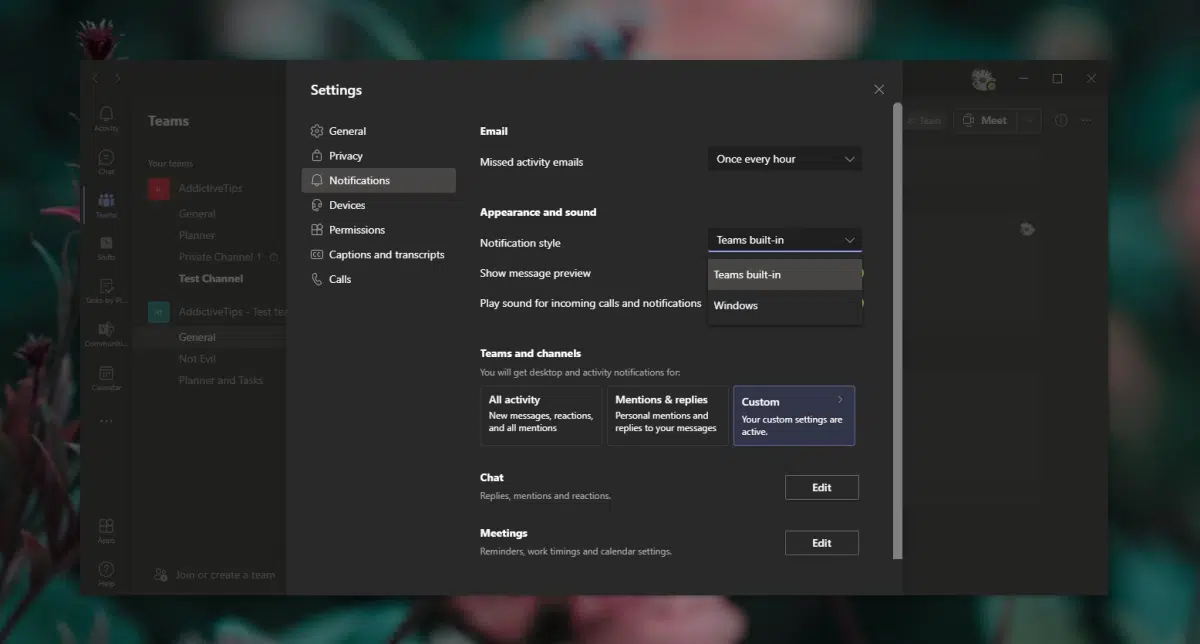 Settings
General
Privacy
Notifications
Devices
Permissions
Captions and transcripts
Calls
Email
Missed activity emails
Once every hour
Appearance and sound
Notification style
Teams built-in
Show message preview
Teams built-in
Play sound for incoming calls and notifications
Windows
Teams and channels
You will get desktop and activity notifications for:
All activity
New messages, reactions,
and all mentions
Mentions & replies
Personal mentions and
replies to your messages
Custom
Your custom settings are
active.
Chat
Replies, mentions and reactions.
Edit
Meetings
Reminders, work timings and calendar settings.
Edit
Activity
Chat
Teams
Shifts
Tasks by Pl...
Communiti...
Calendar
Apps
Help
Teams
Your teams
AddictiveTips
General
Planner
Private Channel 1
Test Channel
AddictiveTips - Test tea
General
Not Evil
Planner and Tasks
Join or create a team
Team
Meet